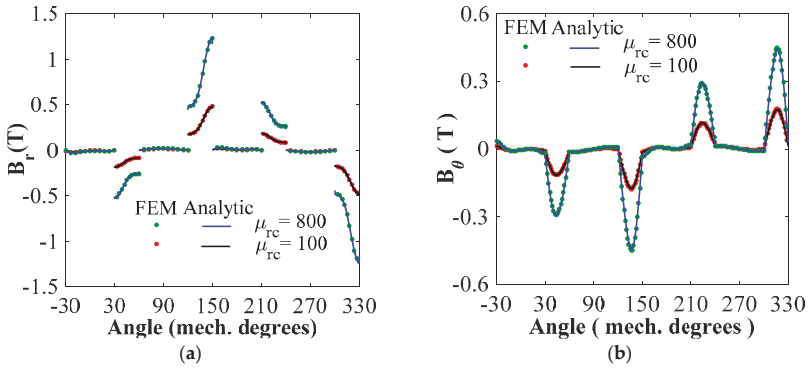 (a)
1.5
1
0.5
0
-0.5
-1
-1.5
B_r(T)
FEM Analytic
μ_rc = 800
μ_rc = 100
-30 30 90 150 210 270 330
Angle (mech. degrees)
(a)
(b)
0.6
0.3
0
-0.3
-0.6
B_θ ( T )
FEM Analytic
μ_rc = 800
μ_rc = 100
-30 30 90 150 210 270 330
Angle ( mech. degrees )
(b)